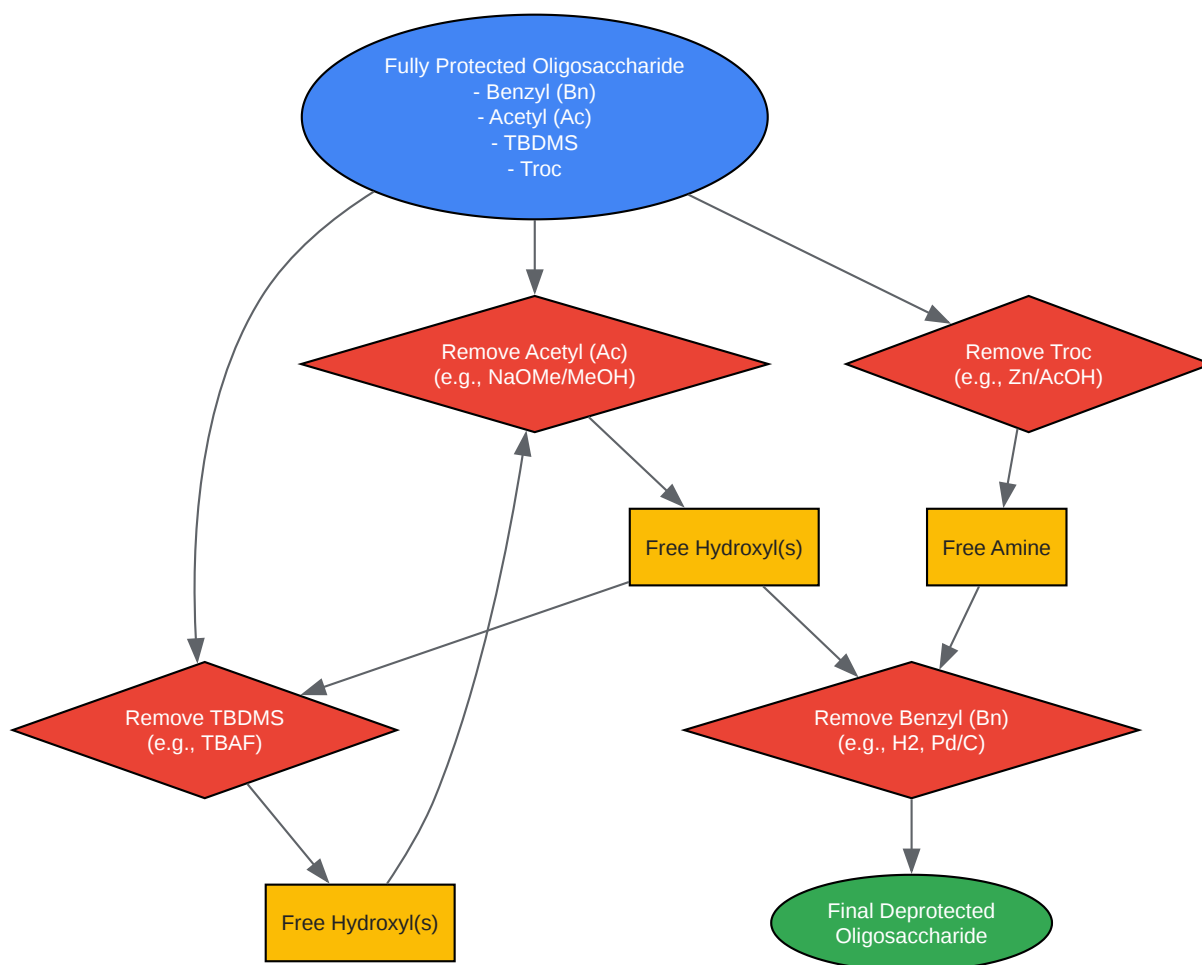 Fully Protected Oligosaccharide
- Benzyl (Bn)
- Acetyl (Ac)
- TBDMS
- Troc
Remove Acetyl (Ac)
(e.g., NaOMe/MeOH)
Remove Troc
(e.g., Zn/AcOH)
Free Hydroxyl(s)
Free Amine
Remove TBDMS
(e.g., TBAF)
Remove Benzyl (Bn)
(e.g., H2, Pd/C)
Free Hydroxyl(s)
Final Deprotected
Oligosaccharide